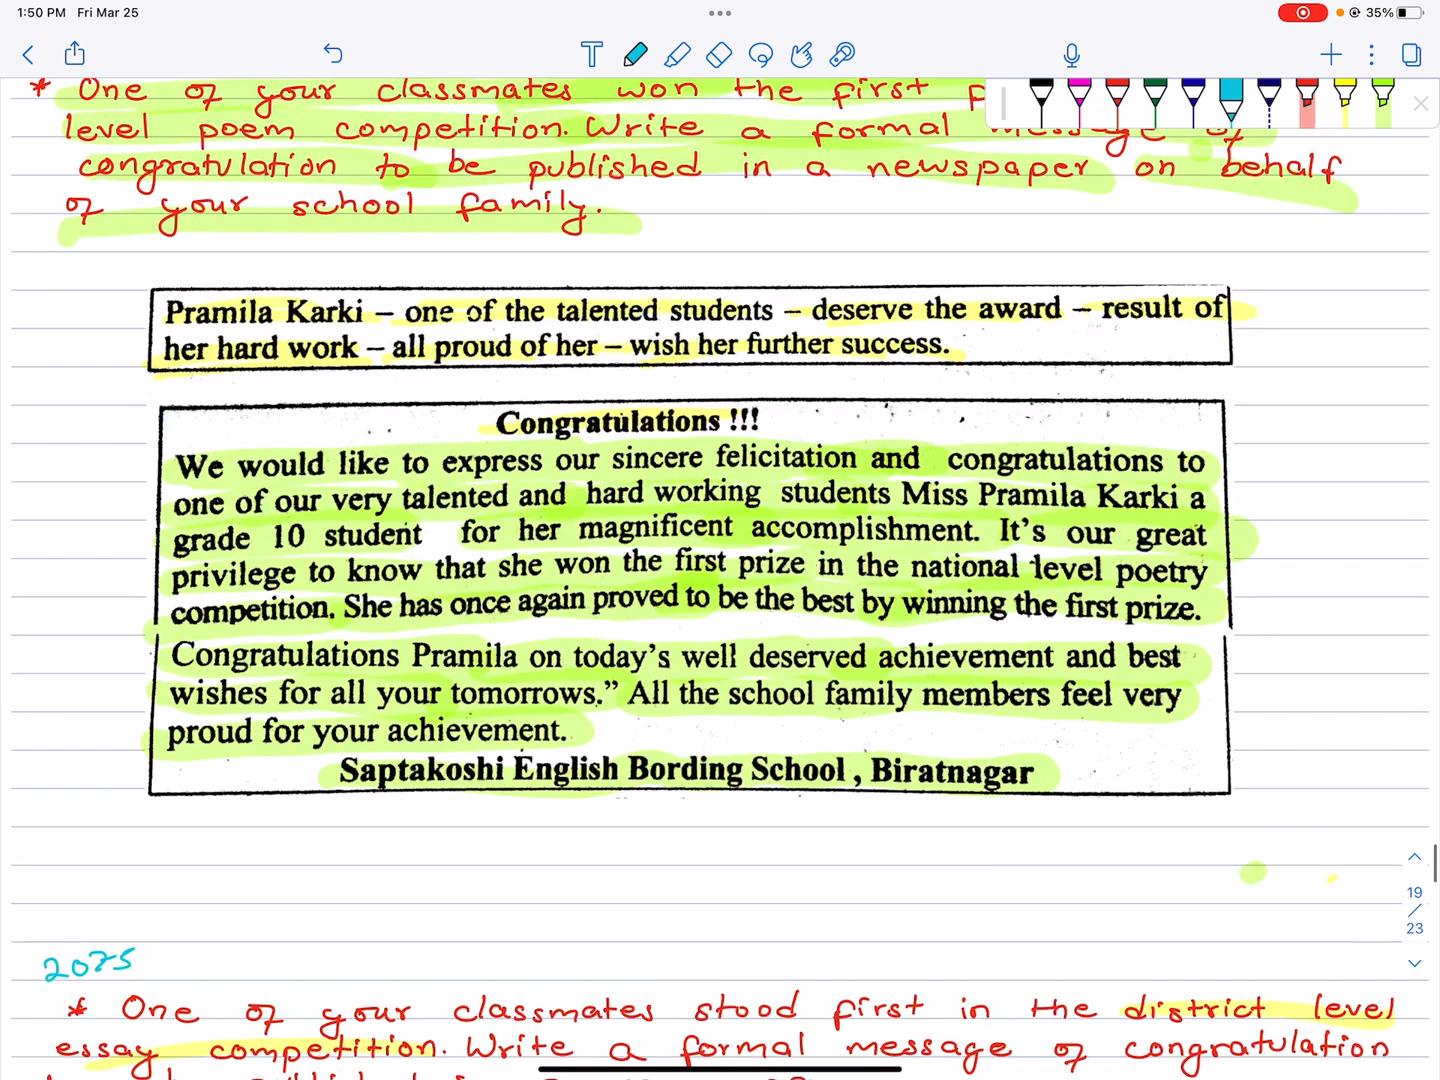 1:50 PM Fri Mar 25
35%
* One of your classmates won the first
level poem competition. Write a formal message of
congratulation to be published in a newspaper on behalf
of your school family.
Pramila Karki – one of the talented students – deserve the award – result of
her hard work – all proud of her – wish her further success.
Congratulations !!!
We would like to express our sincere felicitation and congratulations to
one of our very talented and hard working students Miss Pramila Karki a
grade 10 student for her magnificent accomplishment. It's our great
privilege to know that she won the first prize in the national level poetry
competition. She has once again proved to be the best by winning the first prize.
Congratulations Pramila on today's well deserved achievement and best
wishes for all your tomorrows.” All the school family members feel very
proud for your achievement.
Saptakoshi English Bording School , Biratnagar
19
/
23
2075
* One of your classmates stood first in the district level
essay competition. Write a formal message of congratulation